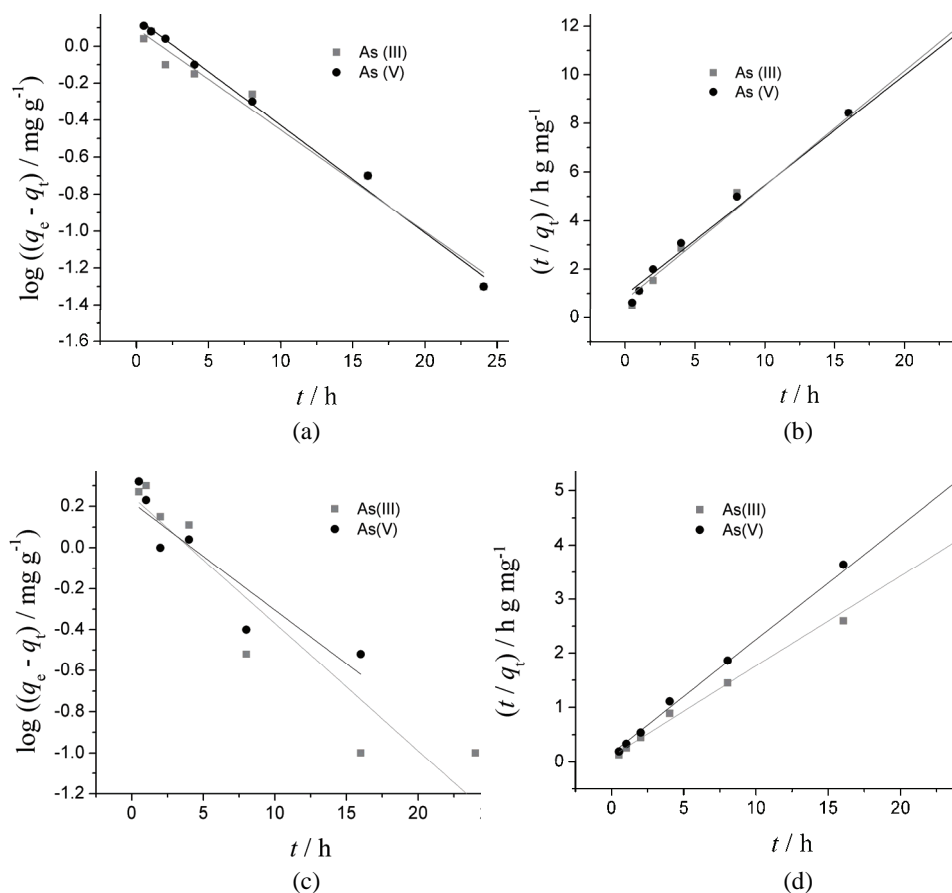 0.0
-0.2
-0.4
-0.6
-0.8
-1.0
-1.2
-1.4
-1.6
log ((qe - qt) / mg g-1)
As (III)
As (V)
0 5 10 15 20 25
t / h
(a)
12
10
8
6
4
2
0
(t / qt) / h g mg-1
As (III)
As (V)
0 5 10 15 20
t / h
(b)
0.2
0.0
-0.2
-0.4
-0.6
-0.8
-1.0
-1.2
log ((qe - qt) / mg g-1)
As(III)
As(V)
0 5 10 15 20
t / h
(c)
5
4
3
2
1
0
(t / qt) / h g mg-1
As(III)
As(V)
0 5 10 15 20
t / h
(d)